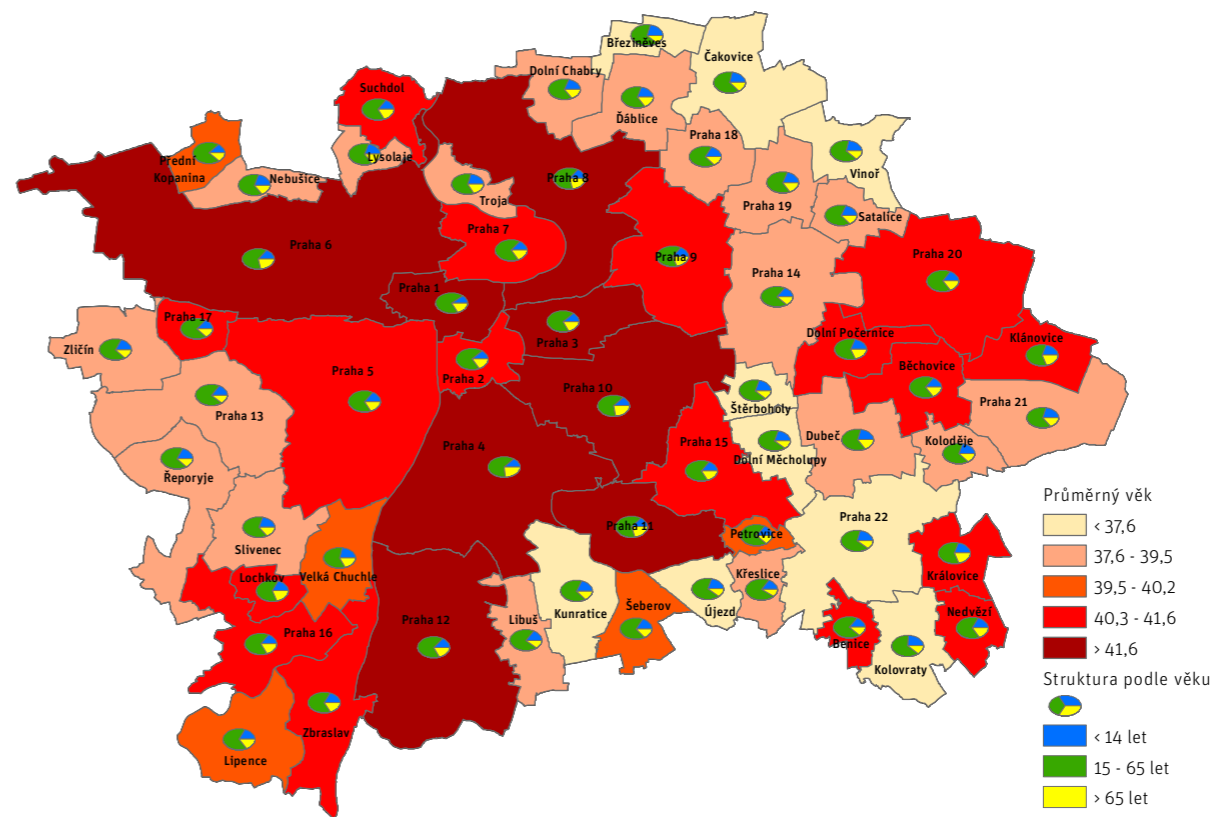 Březiněves
Čakovice
Dolní Chabry
Suchdol
Ďáblice
Praha 18
Přední
Kopanina
Lysolaje
Nebušice
Vinoř
Praha 8
Troja
Praha 19
Satalice
Praha 7
Praha 6
Praha 9
Praha 20
Praha 14
Praha 1
Praha 17
Dolní Počernice
Klánovice
Praha 3
Zličín
Praha 2
Praha 5
Běchovice
Praha 10
Praha 21
Štěrboholy
Praha 13
Dubeč
Koloděje
Praha 4
Praha 15
Dolní Měcholupy
Řeporyje
Průměrný věk
< 37,6
37,6 - 39,5
39,5 - 40,2
40,3 - 41,6
> 41,6
Praha 22
Praha 11
Petrovice
Slivenec
Velká Chuchle
Lochkov
Křeslice
Královice
Praha 16
Praha 12
Libuš
Kunratice
Šeberov
Újezd
Nedvězí
Benice
Kolovraty
Struktura podle věku
< 14 let
15 - 65 let
> 65 let
Zbraslav
Lipence